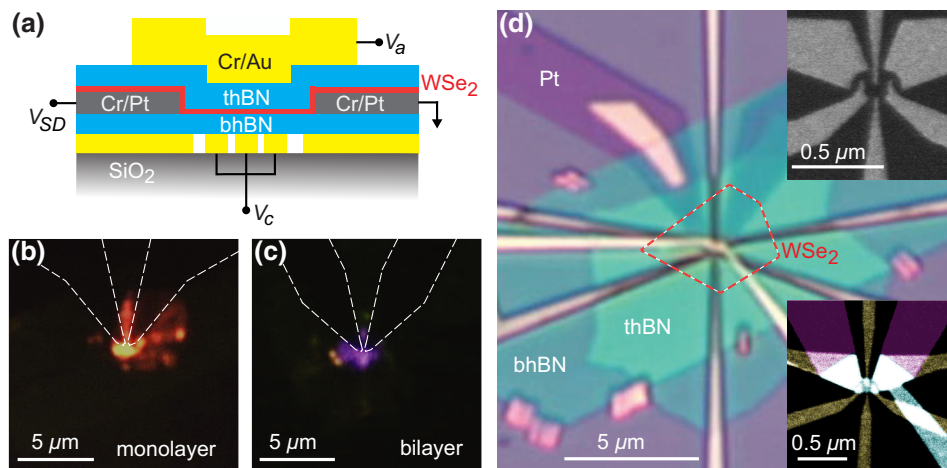 (a)
Cr/Au
Va
WSe2
Cr/Pt
thBN
Cr/Pt
VSD
bhBN
SiO2
Vc
(b)
5 µm
monolayer
(c)
5 µm
bilayer
(d)
Pt
0.5 µm
WSe2
thBN
bhBN
5 µm
0.5 µm